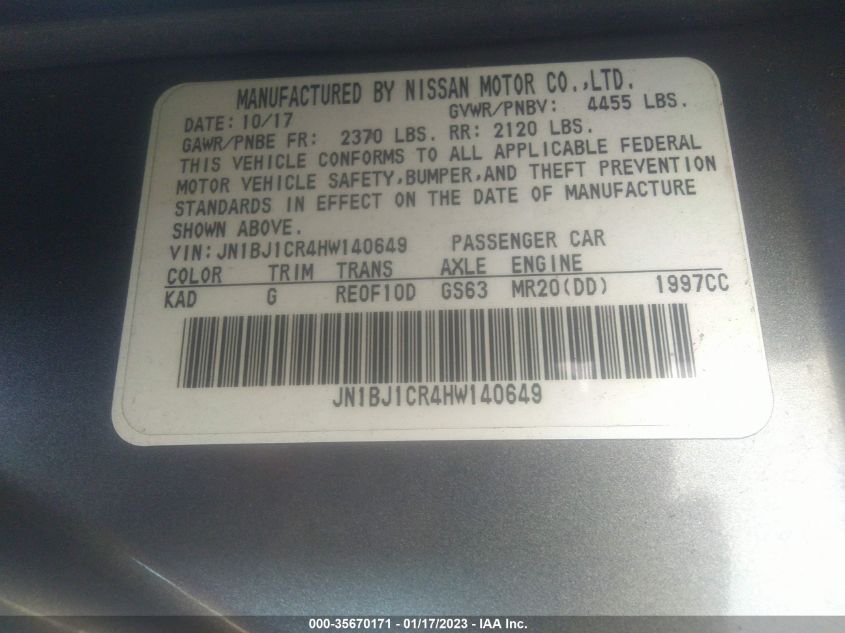 MANUFACTURED BY NISSAN MOTOR CO.,LTD.
DATE: 10/17 GVWR/PNBV: 4455 LBS.
GAWR/PNBE FR: 2370 LBS. RR: 2120 LBS.
THIS VEHICLE CONFORMS TO ALL APPLICABLE FEDERAL
MOTOR VEHICLE SAFETY,BUMPER,AND THEFT PREVENTION
STANDARDS IN EFFECT ON THE DATE OF MANUFACTURE
SHOWN ABOVE.
VIN: JN1BJ1CR4HW140649 PASSENGER CAR
COLOR TRIM TRANS AXLE ENGINE
KAD G RE0F10D GS63 MR20(DD) 1997CC
JN1BJ1CR4HW140649
000-35670171 - 01/17/2023 - IAA Inc.